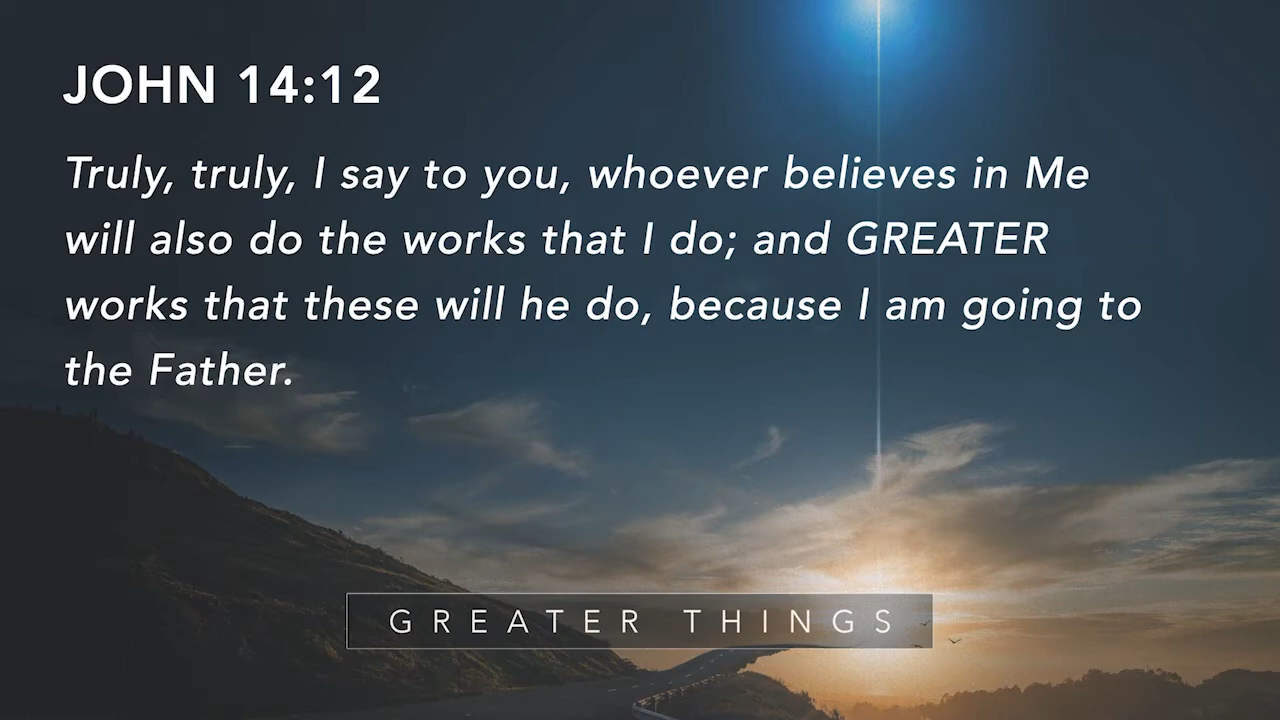 JOHN 14:12
Truly, truly, I say to you, whoever believes in Me
will also do the works that I do; and GREATER
works that these will he do, because I am going to
the Father.
GREATER THINGS